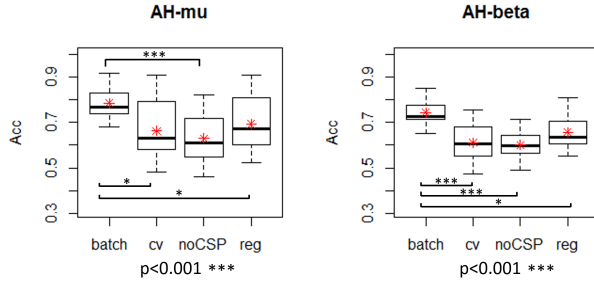 AH-mu
Acc
0.3 0.5 0.7 0.9
***
*
*
batch cv noCSP reg
p<0.001 ***
AH-beta
Acc
0.3 0.5 0.7 0.9
***
***
*
batch cv noCSP reg
p<0.001 ***